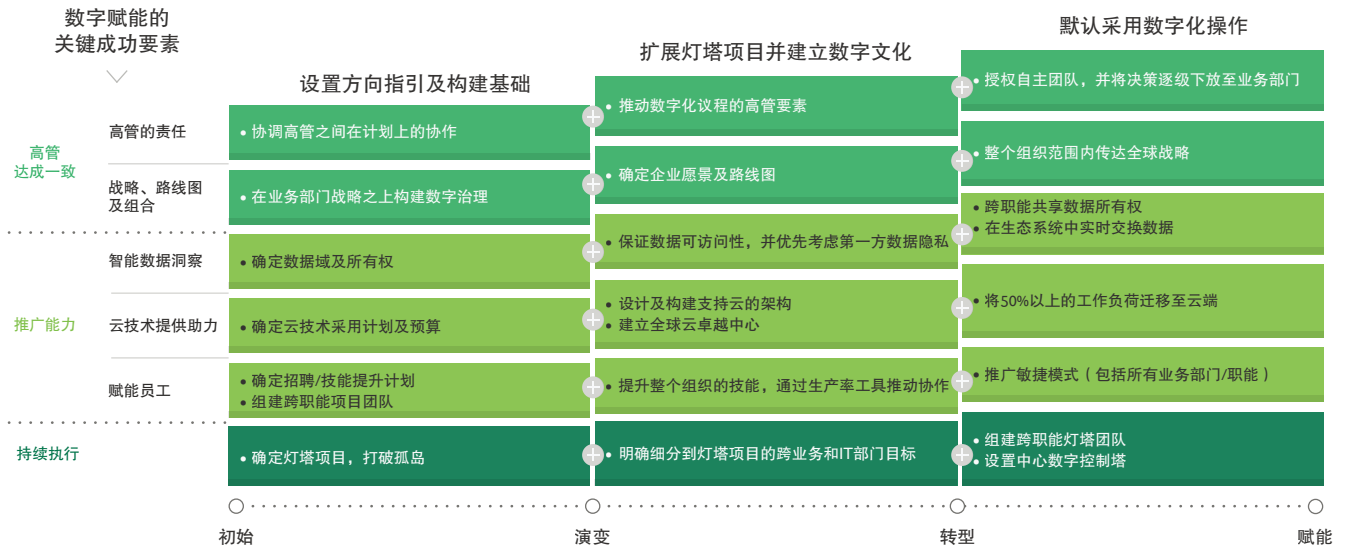 数字赋能的
关键成功要素
设置方向指引及构建基础
扩展灯塔项目并建立数字文化
默认采用数字化操作
高管
达成一致
高管的责任
• 协调高管之间在计划上的协作
• 推动数字化议程的高管要素
• 授权自主团队，并将决策逐级下放至业务部门
战略、路线图
及组合
• 在业务部门战略之上构建数字治理
• 确定企业愿景及路线图
• 整个组织范围内传达全球战略
推广能力
智能数据洞察
• 确定数据域及所有权
• 保证数据可访问性，并优先考虑第一方数据隐私
• 跨职能共享数据所有权
• 在生态系统中实时交换数据
云技术提供助力
• 确定云技术采用计划及预算
• 设计及构建支持云的架构
• 建立全球云卓越中心
• 将50%以上的工作负荷迁移至云端
赋能员工
• 确定招聘/技能提升计划
• 组建跨职能项目团队
• 提升整个组织的技能，通过生产率工具推动协作
• 推广敏捷模式（包括所有业务部门/职能）
持续执行
• 确定灯塔项目，打破孤岛
• 明确细分到灯塔项目的跨业务和IT部门目标
• 组建跨职能灯塔团队
• 设置中心数字控制塔
初始
演变
转型
赋能